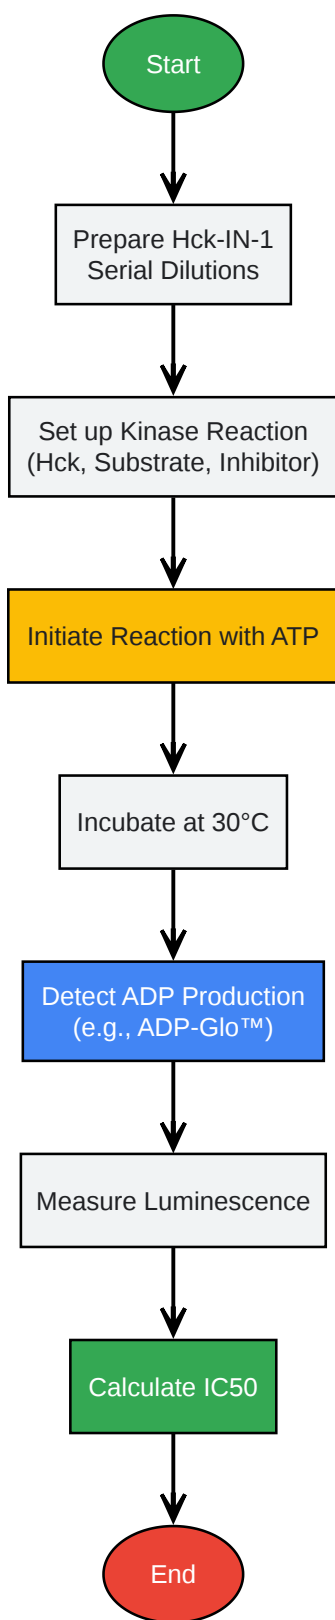 Start
Prepare Hck-IN-1
Serial Dilutions
Set up Kinase Reaction
(Hck, Substrate, Inhibitor)
Initiate Reaction with ATP
Incubate at 30°C
Detect ADP Production
(e.g., ADP-Glo™)
Measure Luminescence
Calculate IC50
End